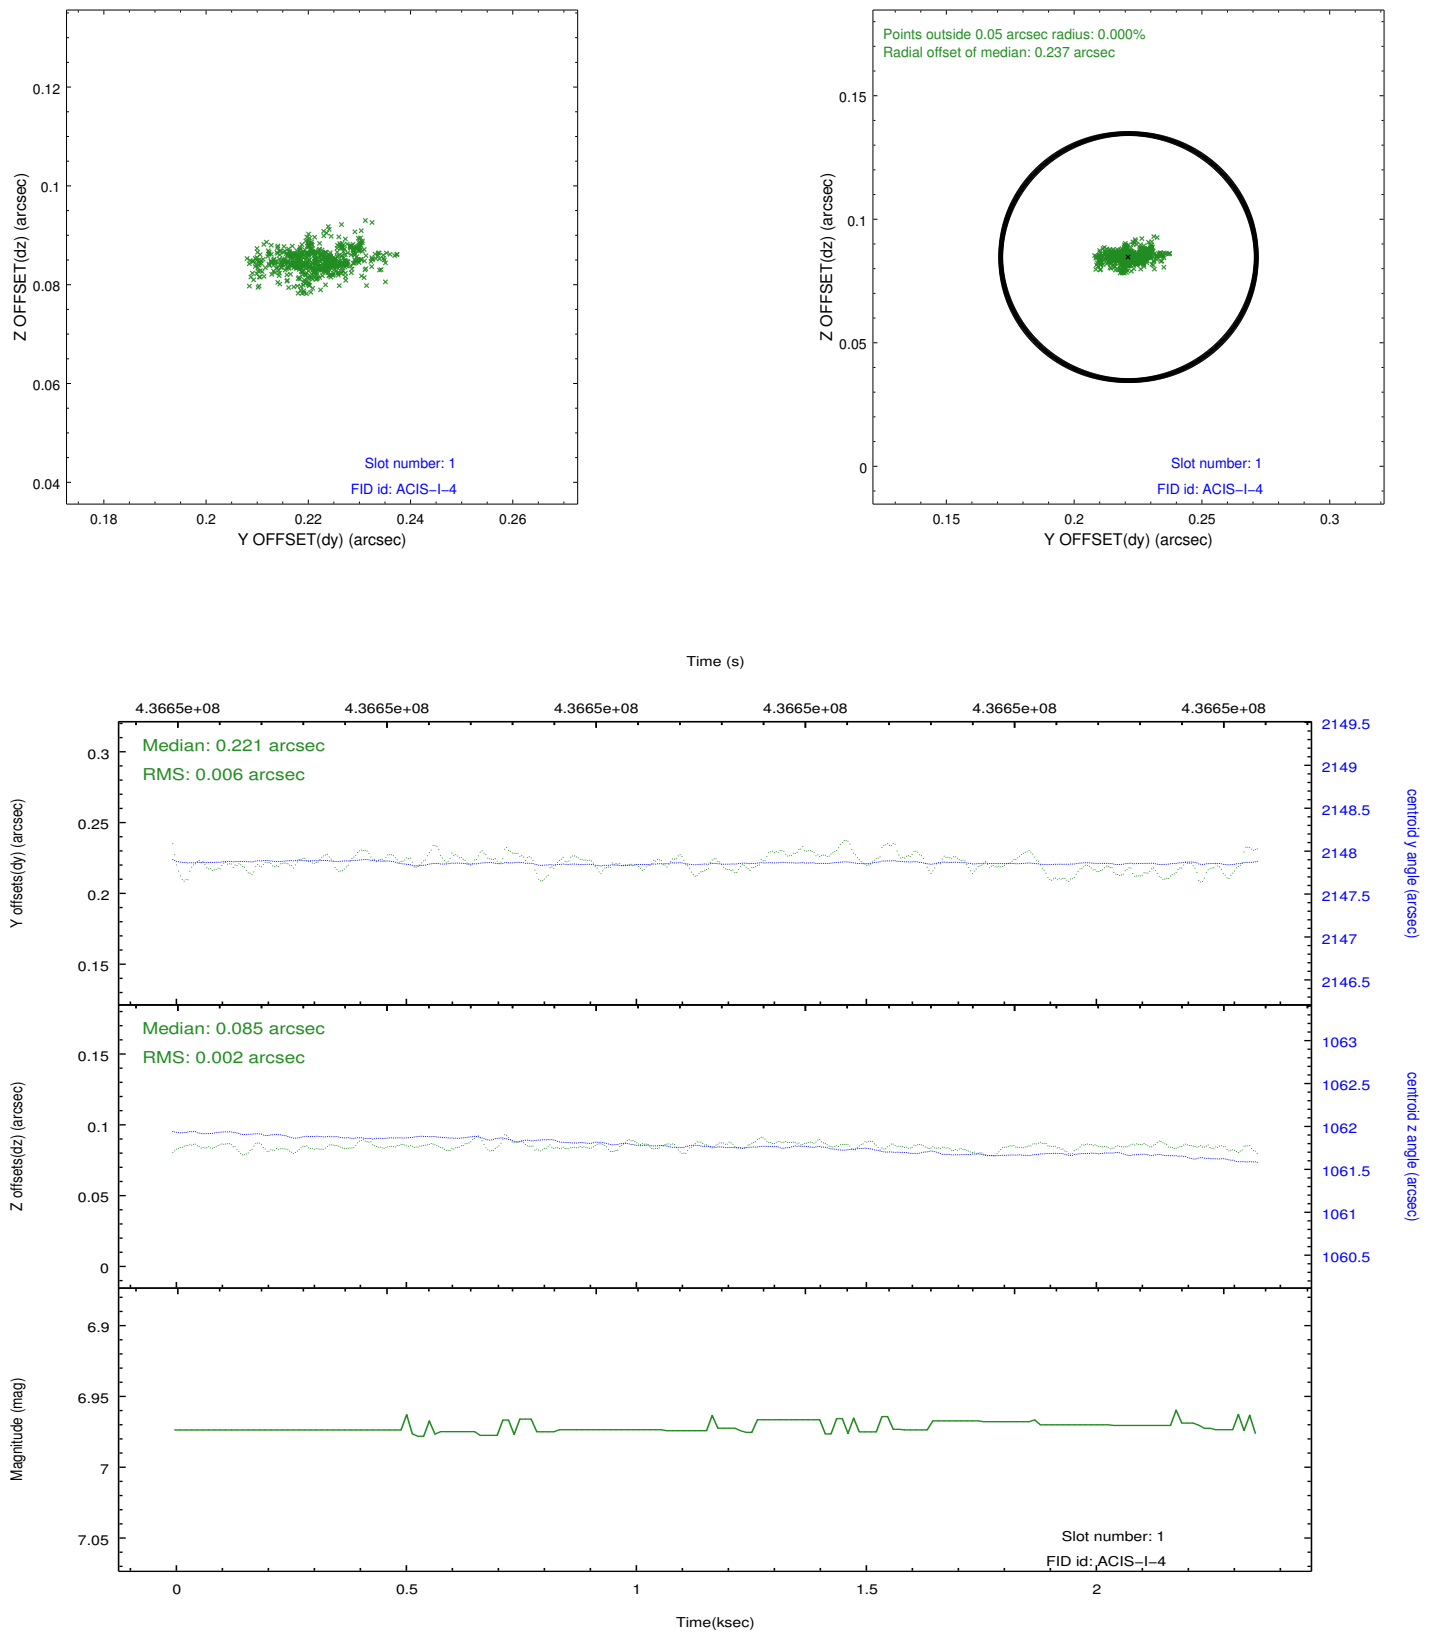 0.12
0.1
0.08
0.06
0.04
Z OFFSET(dz) (arcsec)
Slot number: 1
FID id: ACIS−I−4
0.18 0.2 0.22 0.24 0.26
Y OFFSET(dy) (arcsec)
Points outside 0.05 arcsec radius: 0.000%
Radial offset of median: 0.237 arcsec
0.15
0.1
0.05
0
Z OFFSET(dz) (arcsec)
Slot number: 1
FID id: ACIS−I−4
0.15 0.2 0.25 0.3
Y OFFSET(dy) (arcsec)
Time (s)
4.3665e+08 4.3665e+08 4.3665e+08 4.3665e+08 4.3665e+08 4.3665e+08
Median: 0.221 arcsec
RMS: 0.006 arcsec
0.3
0.25
0.2
0.15
Y offsets(dy) (arcsec)
2149.5
2149
2148.5
2148
2147.5
2147
2146.5
centroid y angle (arcsec)
Median: 0.085 arcsec
RMS: 0.002 arcsec
0.15
0.1
0.05
0
Z offsets(dz) (arcsec)
1063
1062.5
1062
1061.5
1061
1060.5
centroid z angle (arcsec)
6.9
6.95
7
7.05
Magnitude (mag)
Slot number: 1
FID id: ACIS−I−4
0 0.5 1 1.5 2
Time(ksec)